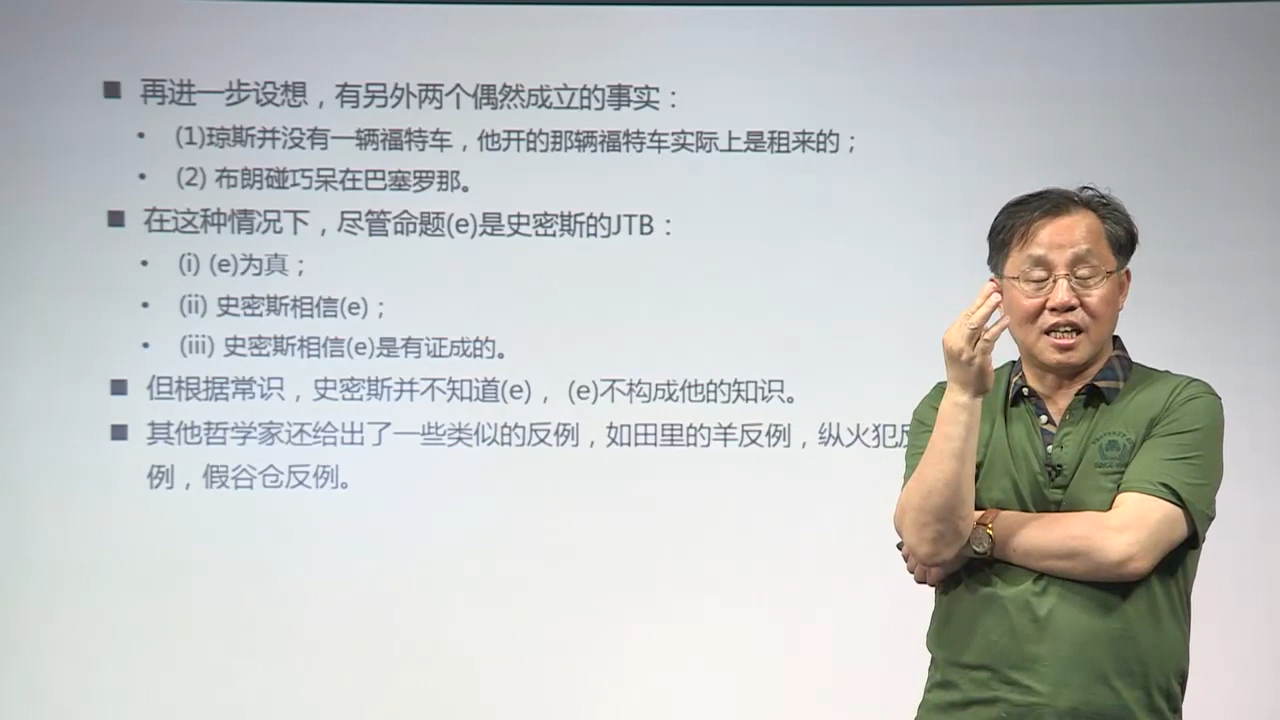 ■ 再进一步设想，有另外两个偶然成立的事实：
• (1)琼斯并没有一辆福特车，他开的那辆福特车实际上是租来的；
• (2) 布朗碰巧呆在巴塞罗那。
■ 在这种情况下，尽管命题(e)是史密斯的JTB：
• (i) (e)为真；
• (ii) 史密斯相信(e)；
• (iii) 史密斯相信(e)是有证成的。
■ 但根据常识，史密斯并不知道(e)， (e)不构成他的知识。
■ 其他哲学家还给出了一些类似的反例，如田里的羊反例，纵火犯反
例，假谷仓反例。